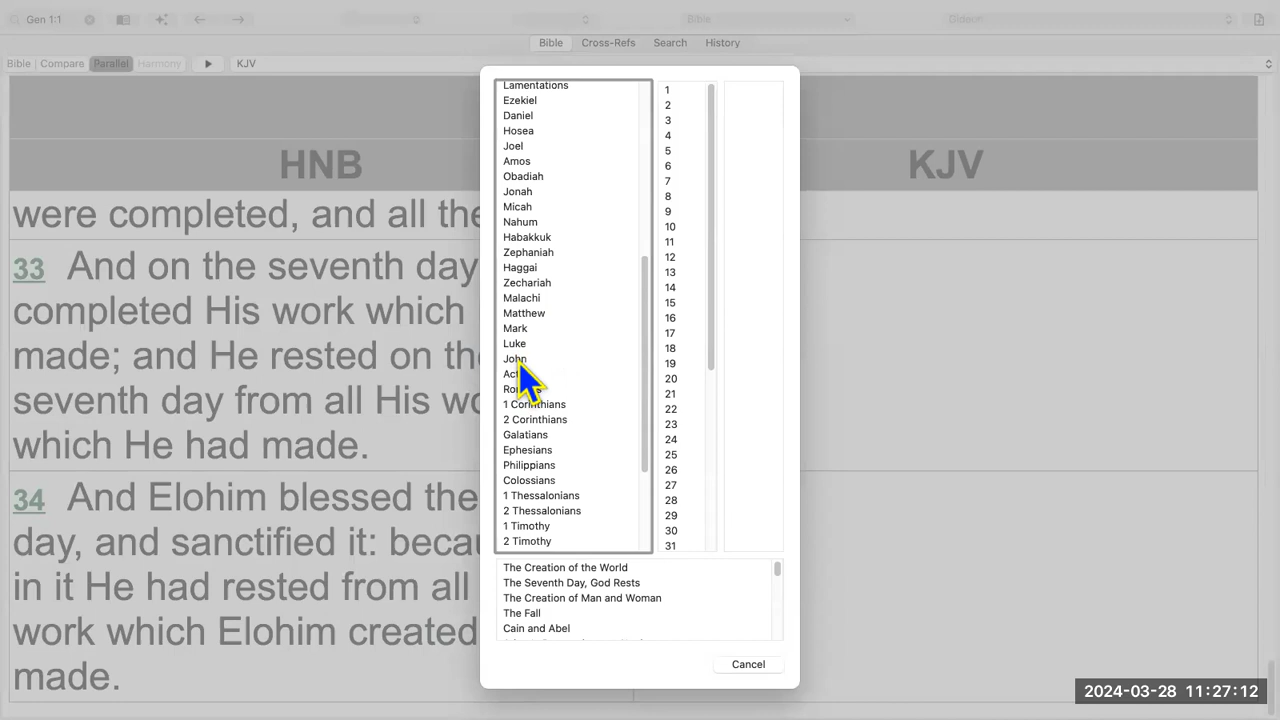 Gen 1:1
Bible
Gideon
Bible Cross-Refs Search History
Bible Compare Parallel Harmony KJV
HNB KJV
were completed, and all the
33 And on the seventh day
completed His work which
made; and He rested on the
seventh day from all His
which He had made.
34 And Elohim blessed the
day, and sanctified it:
in it He had rested from all
work which Elohim created
made.
Lamentations
Ezekiel
Daniel
Hosea
Joel
Amos
Obadiah
Jonah
Micah
Nahum
Habakkuk
Zephaniah
Haggai
Zechariah
Malachi
Matthew
Mark
Luke
John
1 Corinthians
2 Corinthians
Galatians
Ephesians
Philippians
Colossians
1 Thessalonians
2 Thessalonians
1 Timothy
2 Timothy
1
2
3
4
5
6
7
8
9
10
11
12
13
14
15
16
17
18
19
20
21
22
23
24
25
26
27
28
29
30
31
The Creation of the World
The Seventh Day, God Rests
The Creation of Man and Woman
The Fall
Cain and Abel
Cancel
2024-03-28 11:27:12